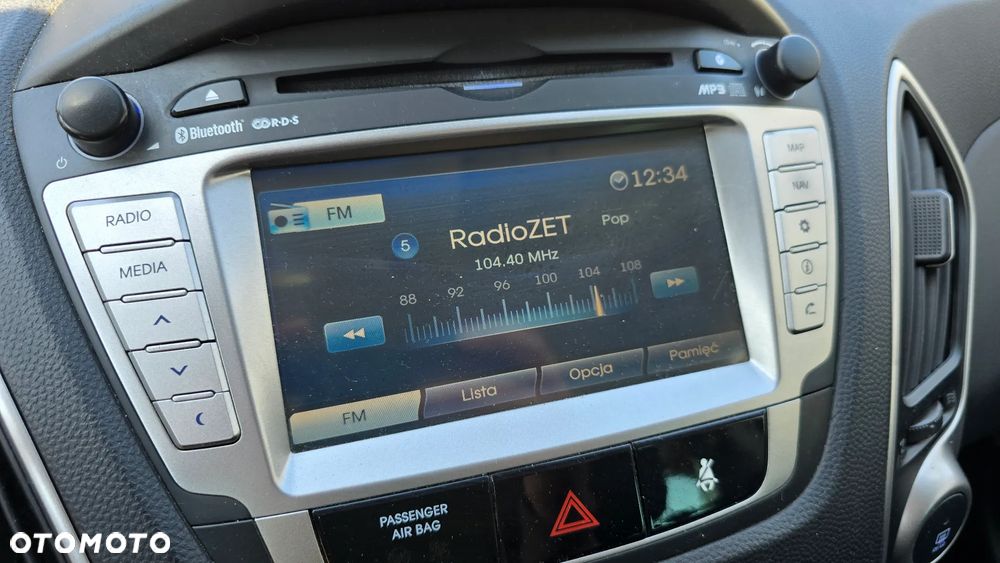 Bluetooth R·D·S
MP3
RADIO
MEDIA
MAP
NAV
FM
12:34
5
RadioZET
Pop
104.40 MHz
88 92 96 100 104 108
FM
Lista
Opcja
Pamięć
PASSENGER
AIR BAG
OTOMOTO